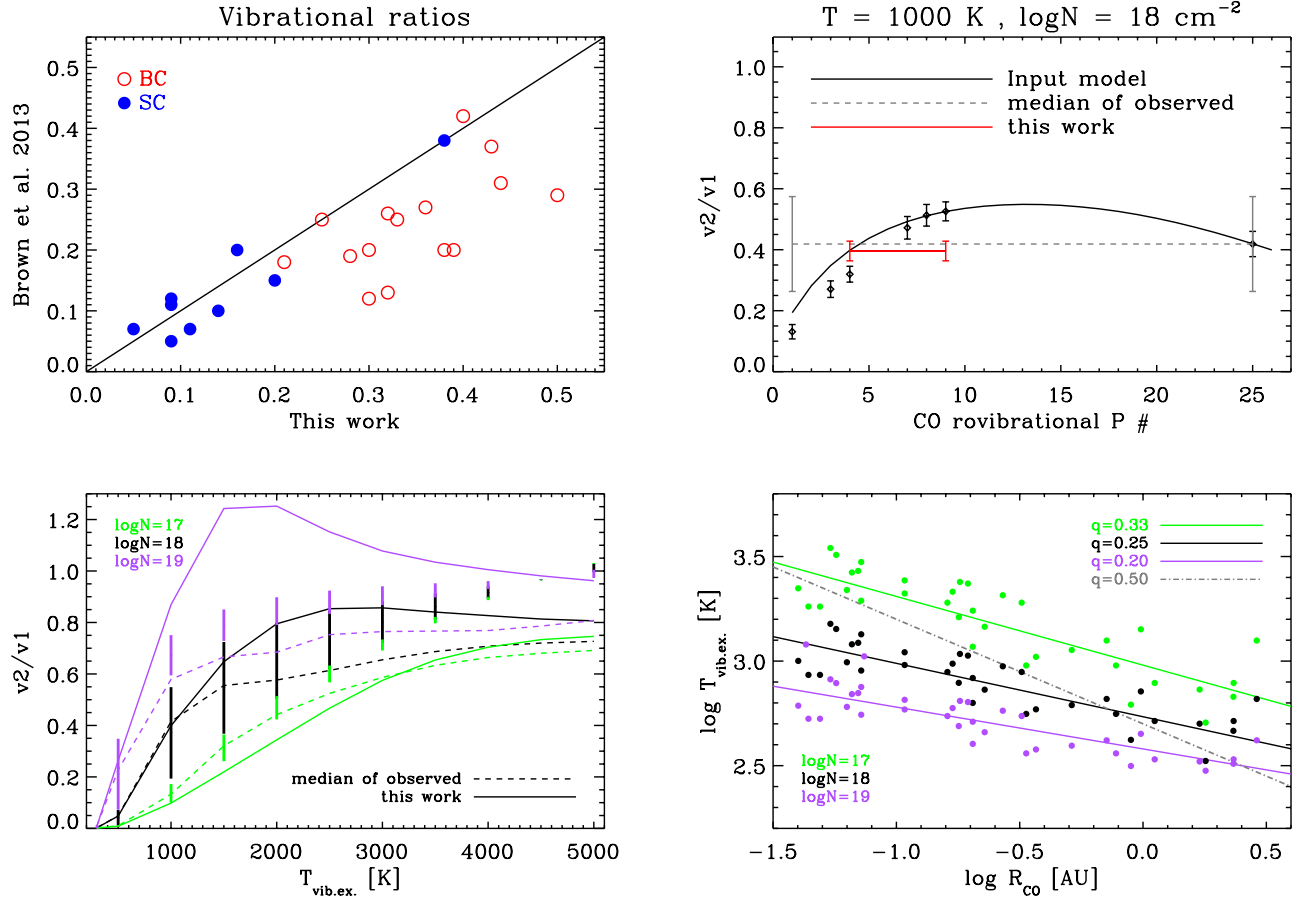 Vibrational ratios
BC
SC
Brown et al. 2013
0.5
0.4
0.3
0.2
0.1
0.0
0.0 0.1 0.2 0.3 0.4 0.5
This work
T = 1000 K , logN = 18 cm⁻²
Input model
median of observed
this work
v2/v1
1.0
0.8
0.6
0.4
0.2
0.0
0 5 10 15 20 25
CO rovibrational P #
logN=17
logN=18
logN=19
v2/v1
1.2
1.0
0.8
0.6
0.4
0.2
0.0
median of observed
this work
1000 2000 3000 4000 5000
T_vib.ex. [K]
q=0.33
q=0.25
q=0.20
q=0.50
log T_vib.ex. [K]
3.5
3.0
2.5
logN=17
logN=18
logN=19
−1.5 −1.0 −0.5 0.0 0.5
log R_CO [AU]